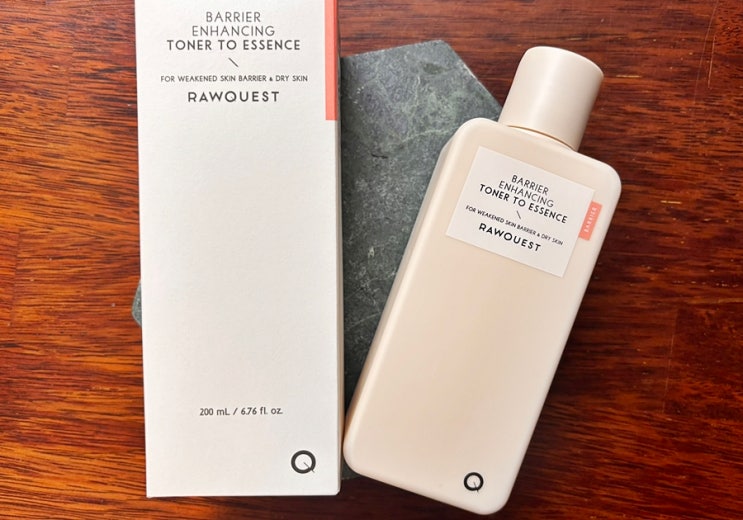 BARRIER
ENHANCING
TONER TO ESSENCE
FOR WEAKENED SKIN BARRIER & DRY SKIN
RAWQUEST
200 mL / 6.76 fl. oz.
Q
BARRIER
ENHANCING
TONER TO ESSENCE
FOR WEAKENED SKIN BARRIER & DRY SKIN
RAWQUEST
BARRIER
Q